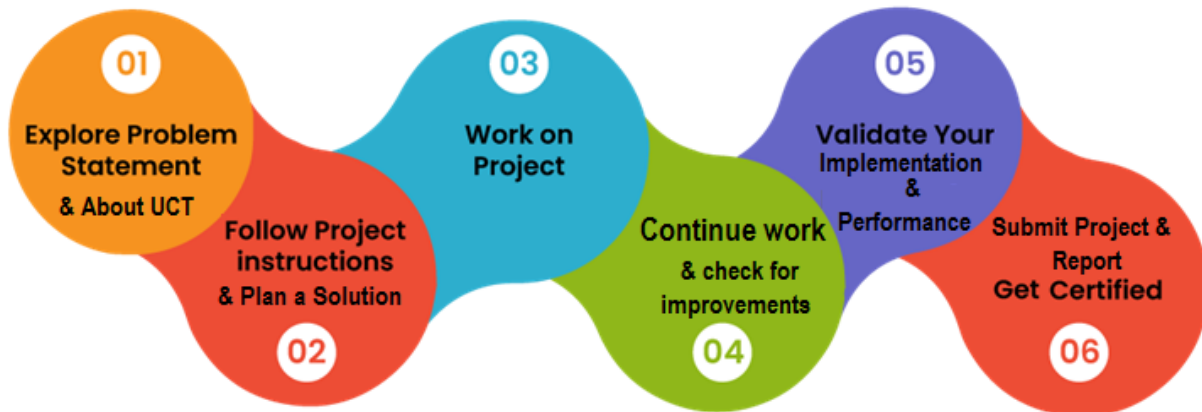 01
Explore Problem
Statement
& About UCT
Follow Project
instructions
& Plan a Solution
02
03
Work on
Project
Continue work
& check for
improvements
04
05
Validate Your
Implementation
&
Performance
Submit Project &
Report
Get Certified
06